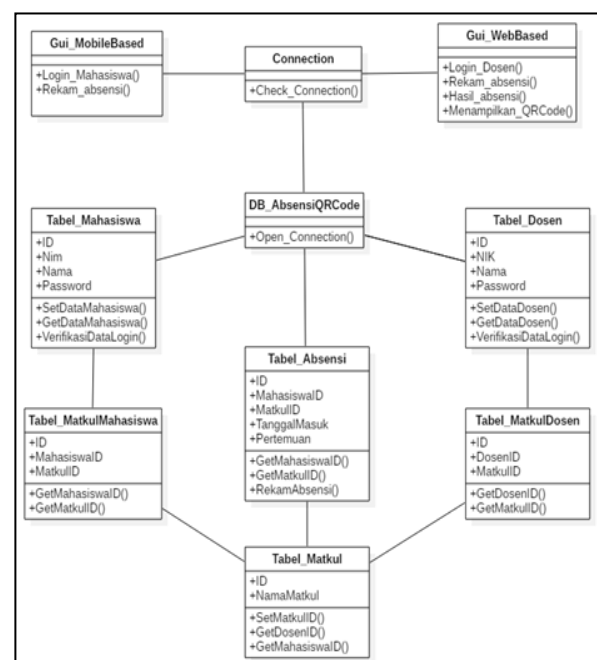 Gui_MobileBased
+Login_Mahasiswa()
+Rekam_absensi()
Connection
+Check_Connection()
Gui_WebBased
+Login_Dosen()
+Rekam_absensi()
+Hasil_absensi()
+Menampilkan_QRCode()
DB_AbsensiQRCode
+Open_Connection()
Tabel_Mahasiswa
+ID
+Nim
+Nama
+Password
+SetDataMahasiswa()
+GetDataMahasiswa()
+VerifikasiDataLogin()
Tabel_Dosen
+ID
+NIK
+Nama
+Password
+SetDataDosen()
+GetDataDosen()
+VerifikasiDataLogin()
Tabel_Absensi
+ID
+MahasiswaID
+MatkulID
+TanggalMasuk
+Pertemuan
+GetMahasiswaID()
+GetMatkulID()
+RekamAbsensi()
Tabel_MatkulMahasiswa
+ID
+MahasiswaID
+MatkulID
+GetMahasiswaID()
+GetMatkulID()
Tabel_MatkulDosen
+ID
+DosenID
+MatkulID
+GetDosenID()
+GetMatkulID()
Tabel_Matkul
+ID
+NamaMatkul
+SetMatkulID()
+GetDosenID()
+GetMahasiswaID()